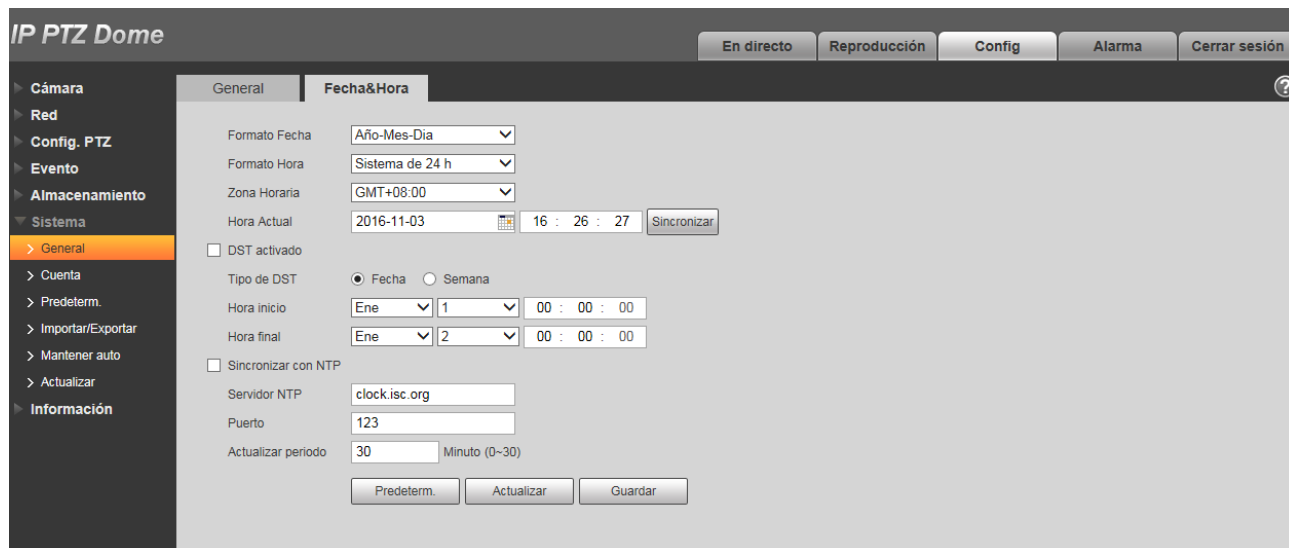 IP PTZ Dome
En directo Reproducción Config Alarma Cerrar sesión
Cámara
Red
Config. PTZ
Evento
Almacenamiento
Sistema
> General
> Cuenta
> Predeterm.
> Importar/Exportar
> Mantener auto
> Actualizar
Información
General Fecha&Hora
?
Formato Fecha Año-Mes-Dia
Formato Hora Sistema de 24 h
Zona Horaria GMT+08:00
Hora Actual 2016-11-03 16 : 26 : 27 Sincronizar
DST activado
Tipo de DST Fecha Semana
Hora inicio Ene 1 00 : 00 : 00
Hora final Ene 2 00 : 00 : 00
Sincronizar con NTP
Servidor NTP clock.isc.org
Puerto 123
Actualizar periodo 30 Minuto (0~30)
Predeterm. Actualizar Guardar